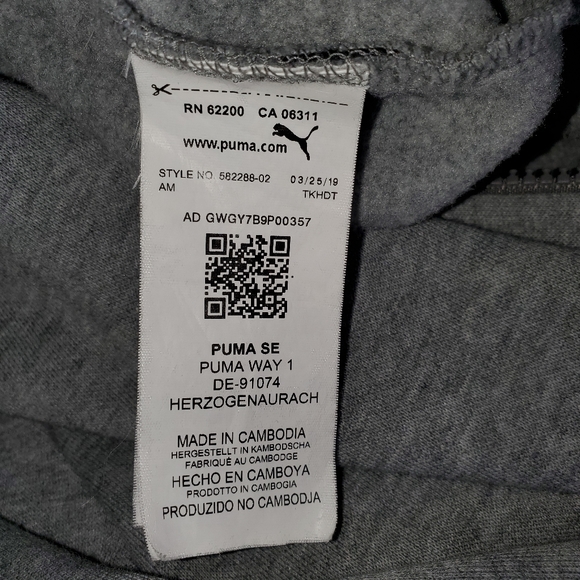 RN 62200 CA 06311
www.puma.com
STYLE NO. 582288-02 03/25/19
AM TKHDT
AD GWGY7B9P00357
PUMA SE
PUMA WAY 1
DE-91074
HERZOGENAURACH
MADE IN CAMBODIA
HERGESTELLT IN KAMBODSCHA
FABRIQUÉ AU CAMBODGE
HECHO EN CAMBOYA
PRODOTTO IN CAMBOGIA
PRODUZIDO NO CAMBODJA